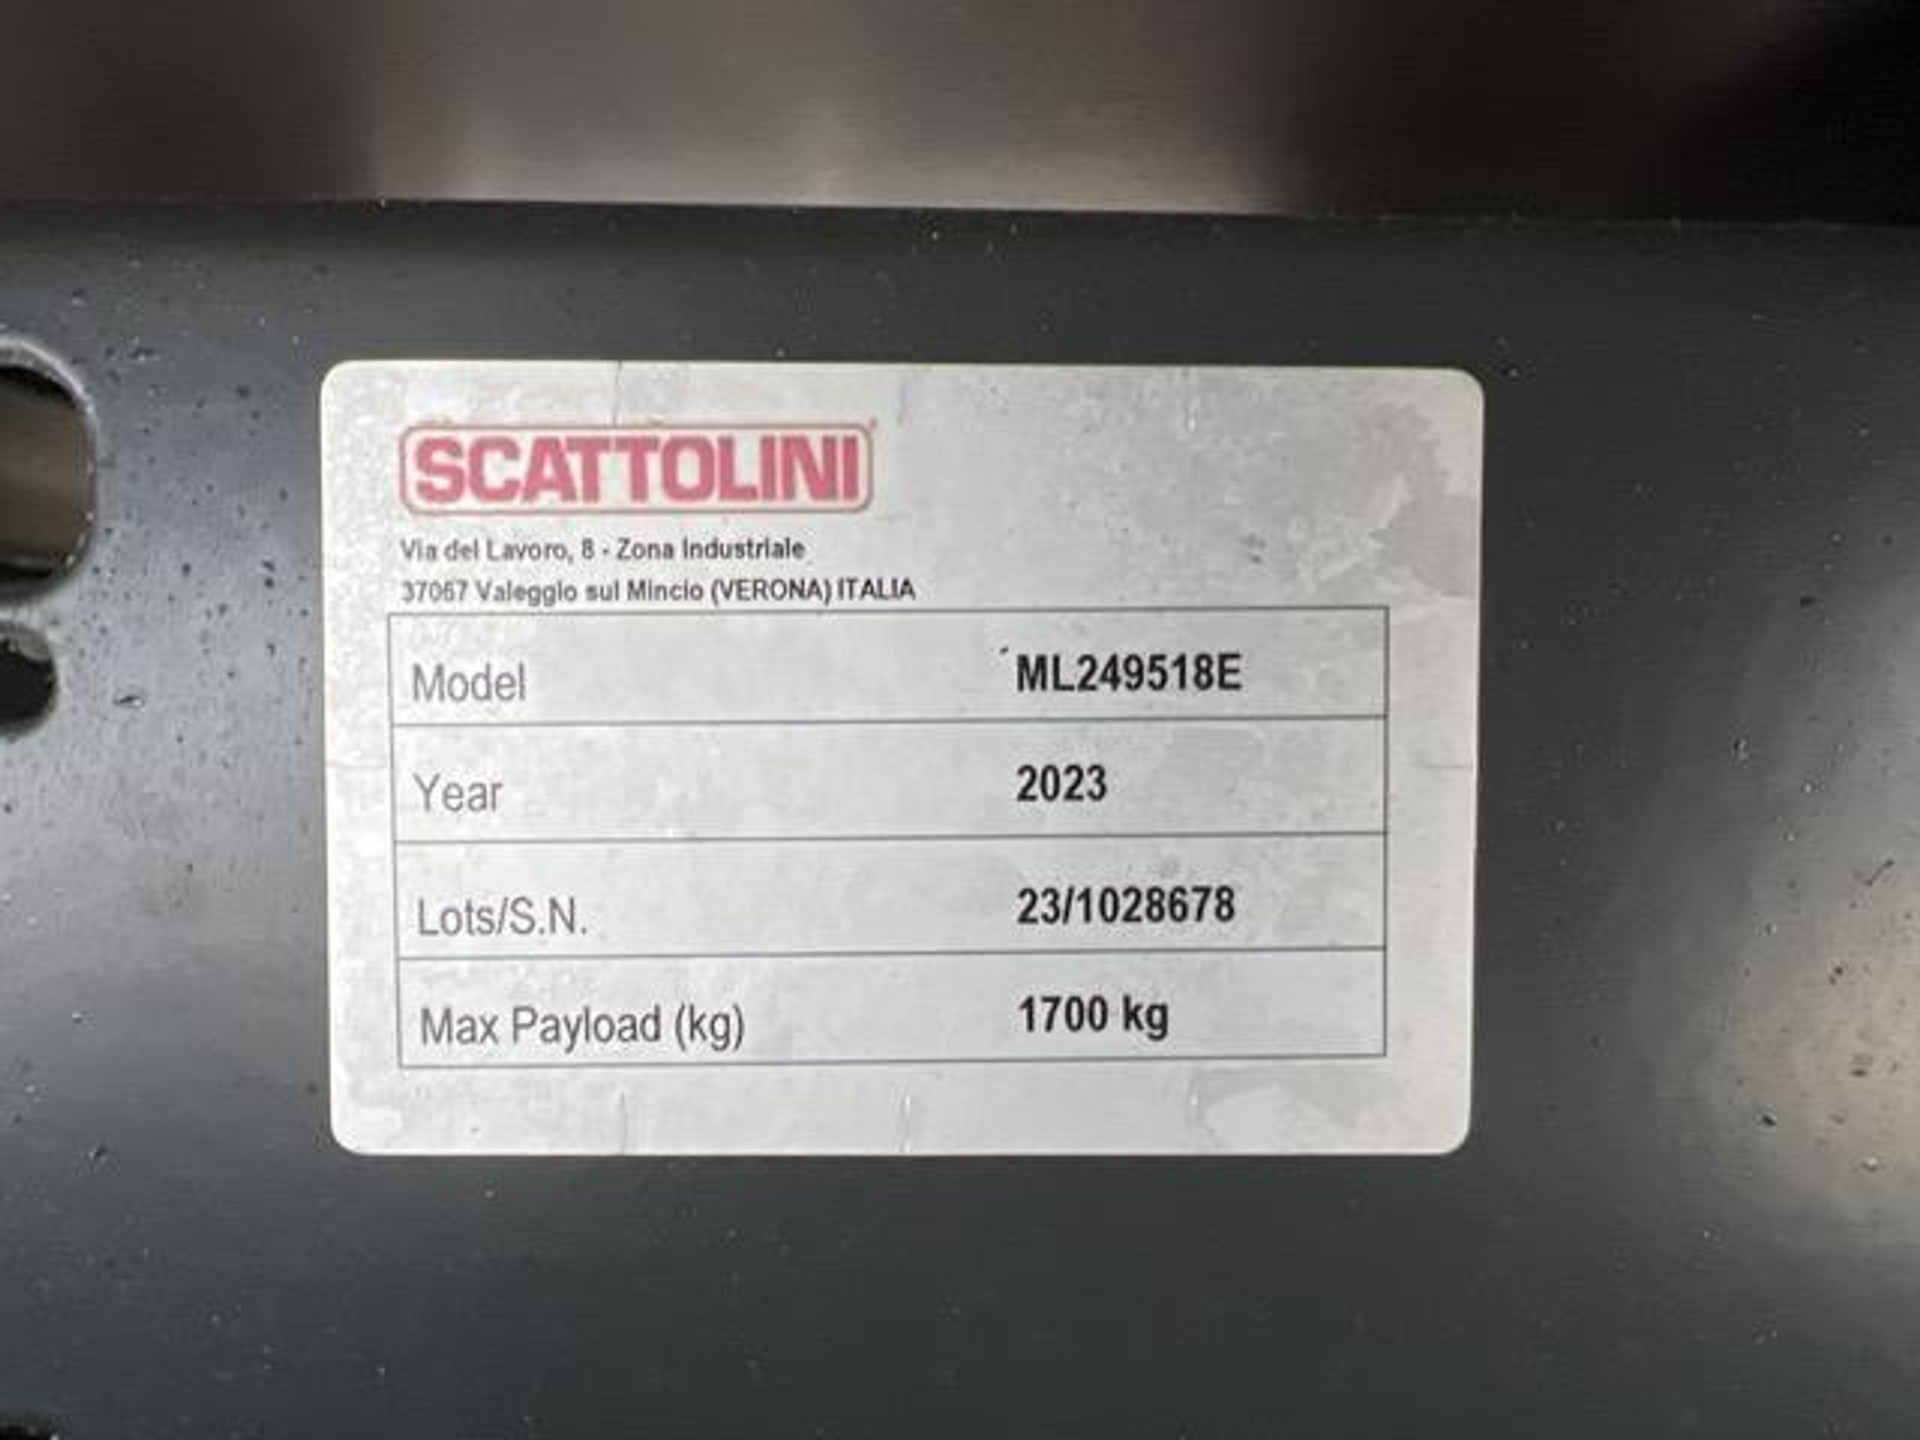 SCATTOLINI
Via del Lavoro, 8 - Zona Industriale
37067 Valeggio sul Mincio (VERONA) ITALIA
Model ML249518E
Year 2023
Lots/S.N. 23/1028678
Max Payload (kg) 1700 kg